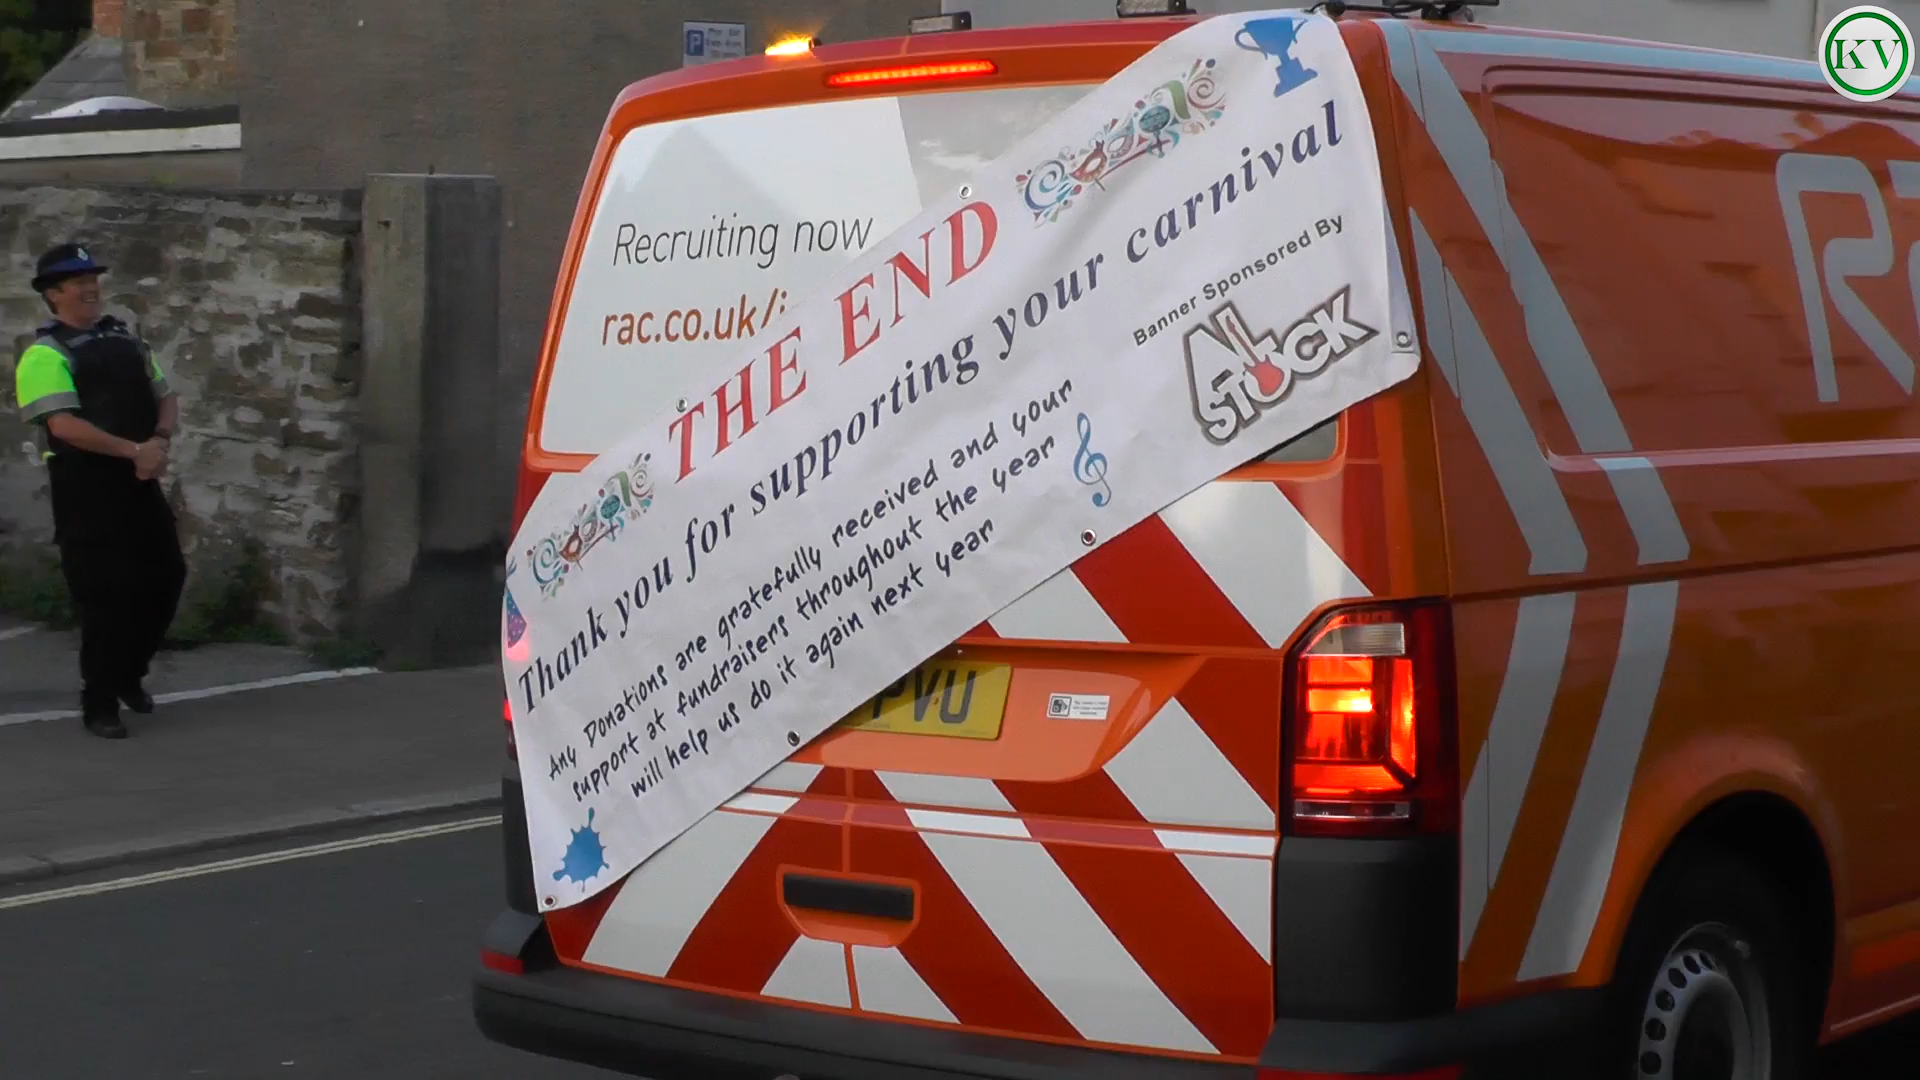 KV
Recruiting now
rac.co.uk/
THE END
Thank you for supporting your carnival
Any Donations are gratefully received and your
support at fundraisers throughout the year
will help us do it again next year
Banner Sponsored By
AL
STOCK
PVU
P